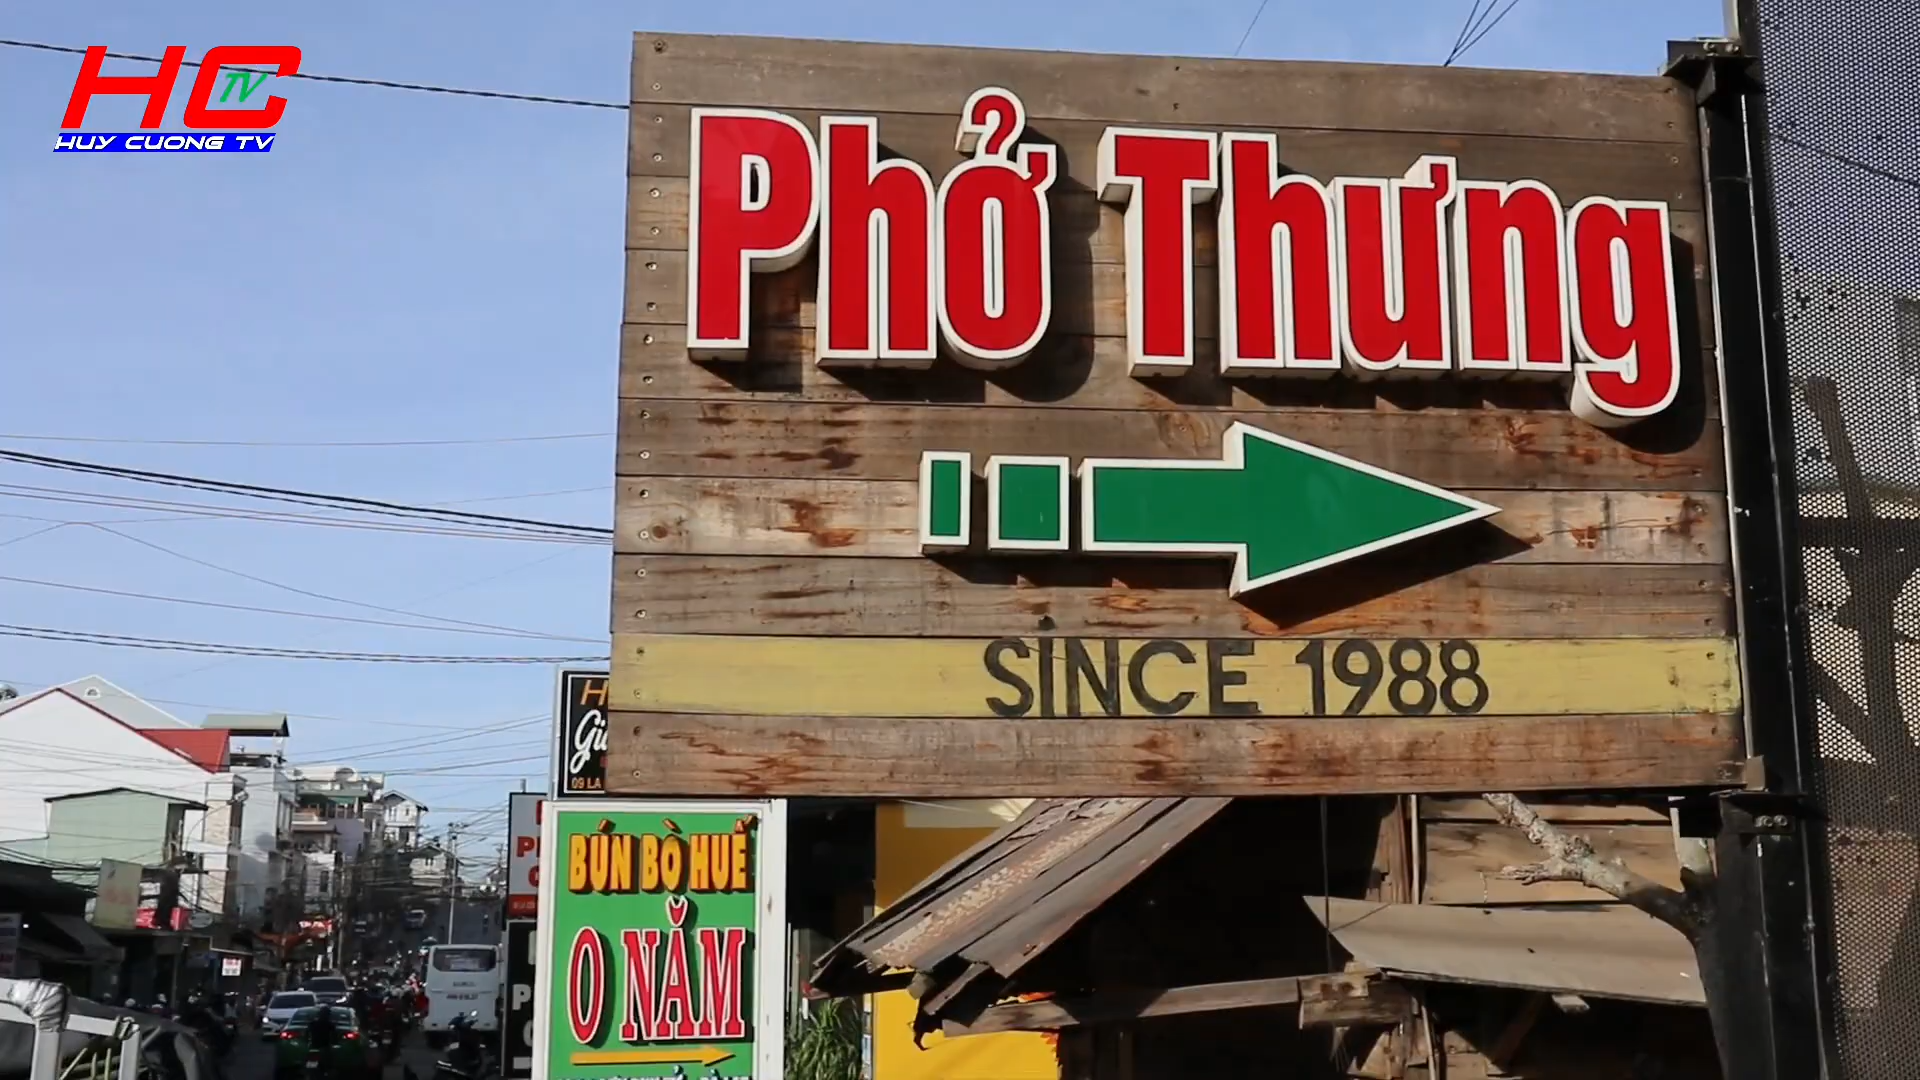 HC
TV
HUY CUONG TV
Phở Thưng
SINCE 1988
BÚN BÒ HUẾ
O NĂM